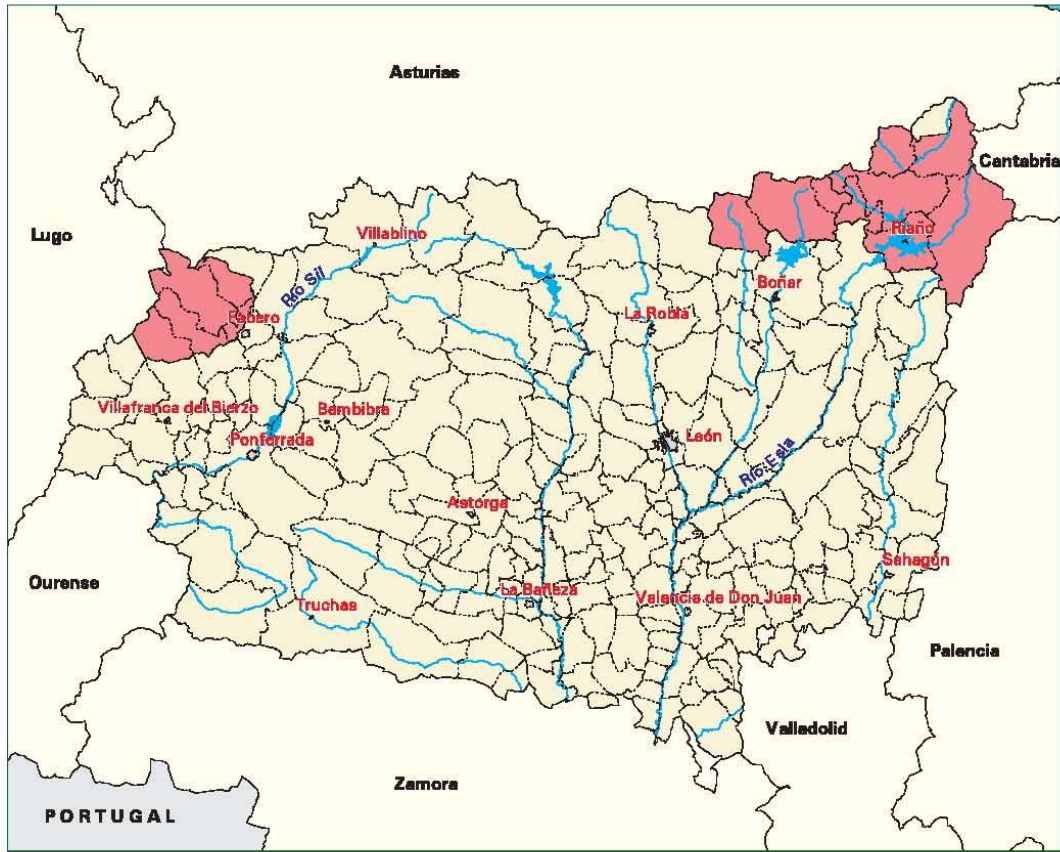 Asturias
Cantabria
Lugo
Villablino
Riaño
Río Sil
Boñar
La Robla
Fabero
Villafranca del Bierzo
Bembibre
Ponferrada
León
Río Esla
Astorga
Sahagún
Ourense
La Bañeza
Valencia de Don Juan
Truchas
Palencia
Valladolid
Zamora
PORTUGAL